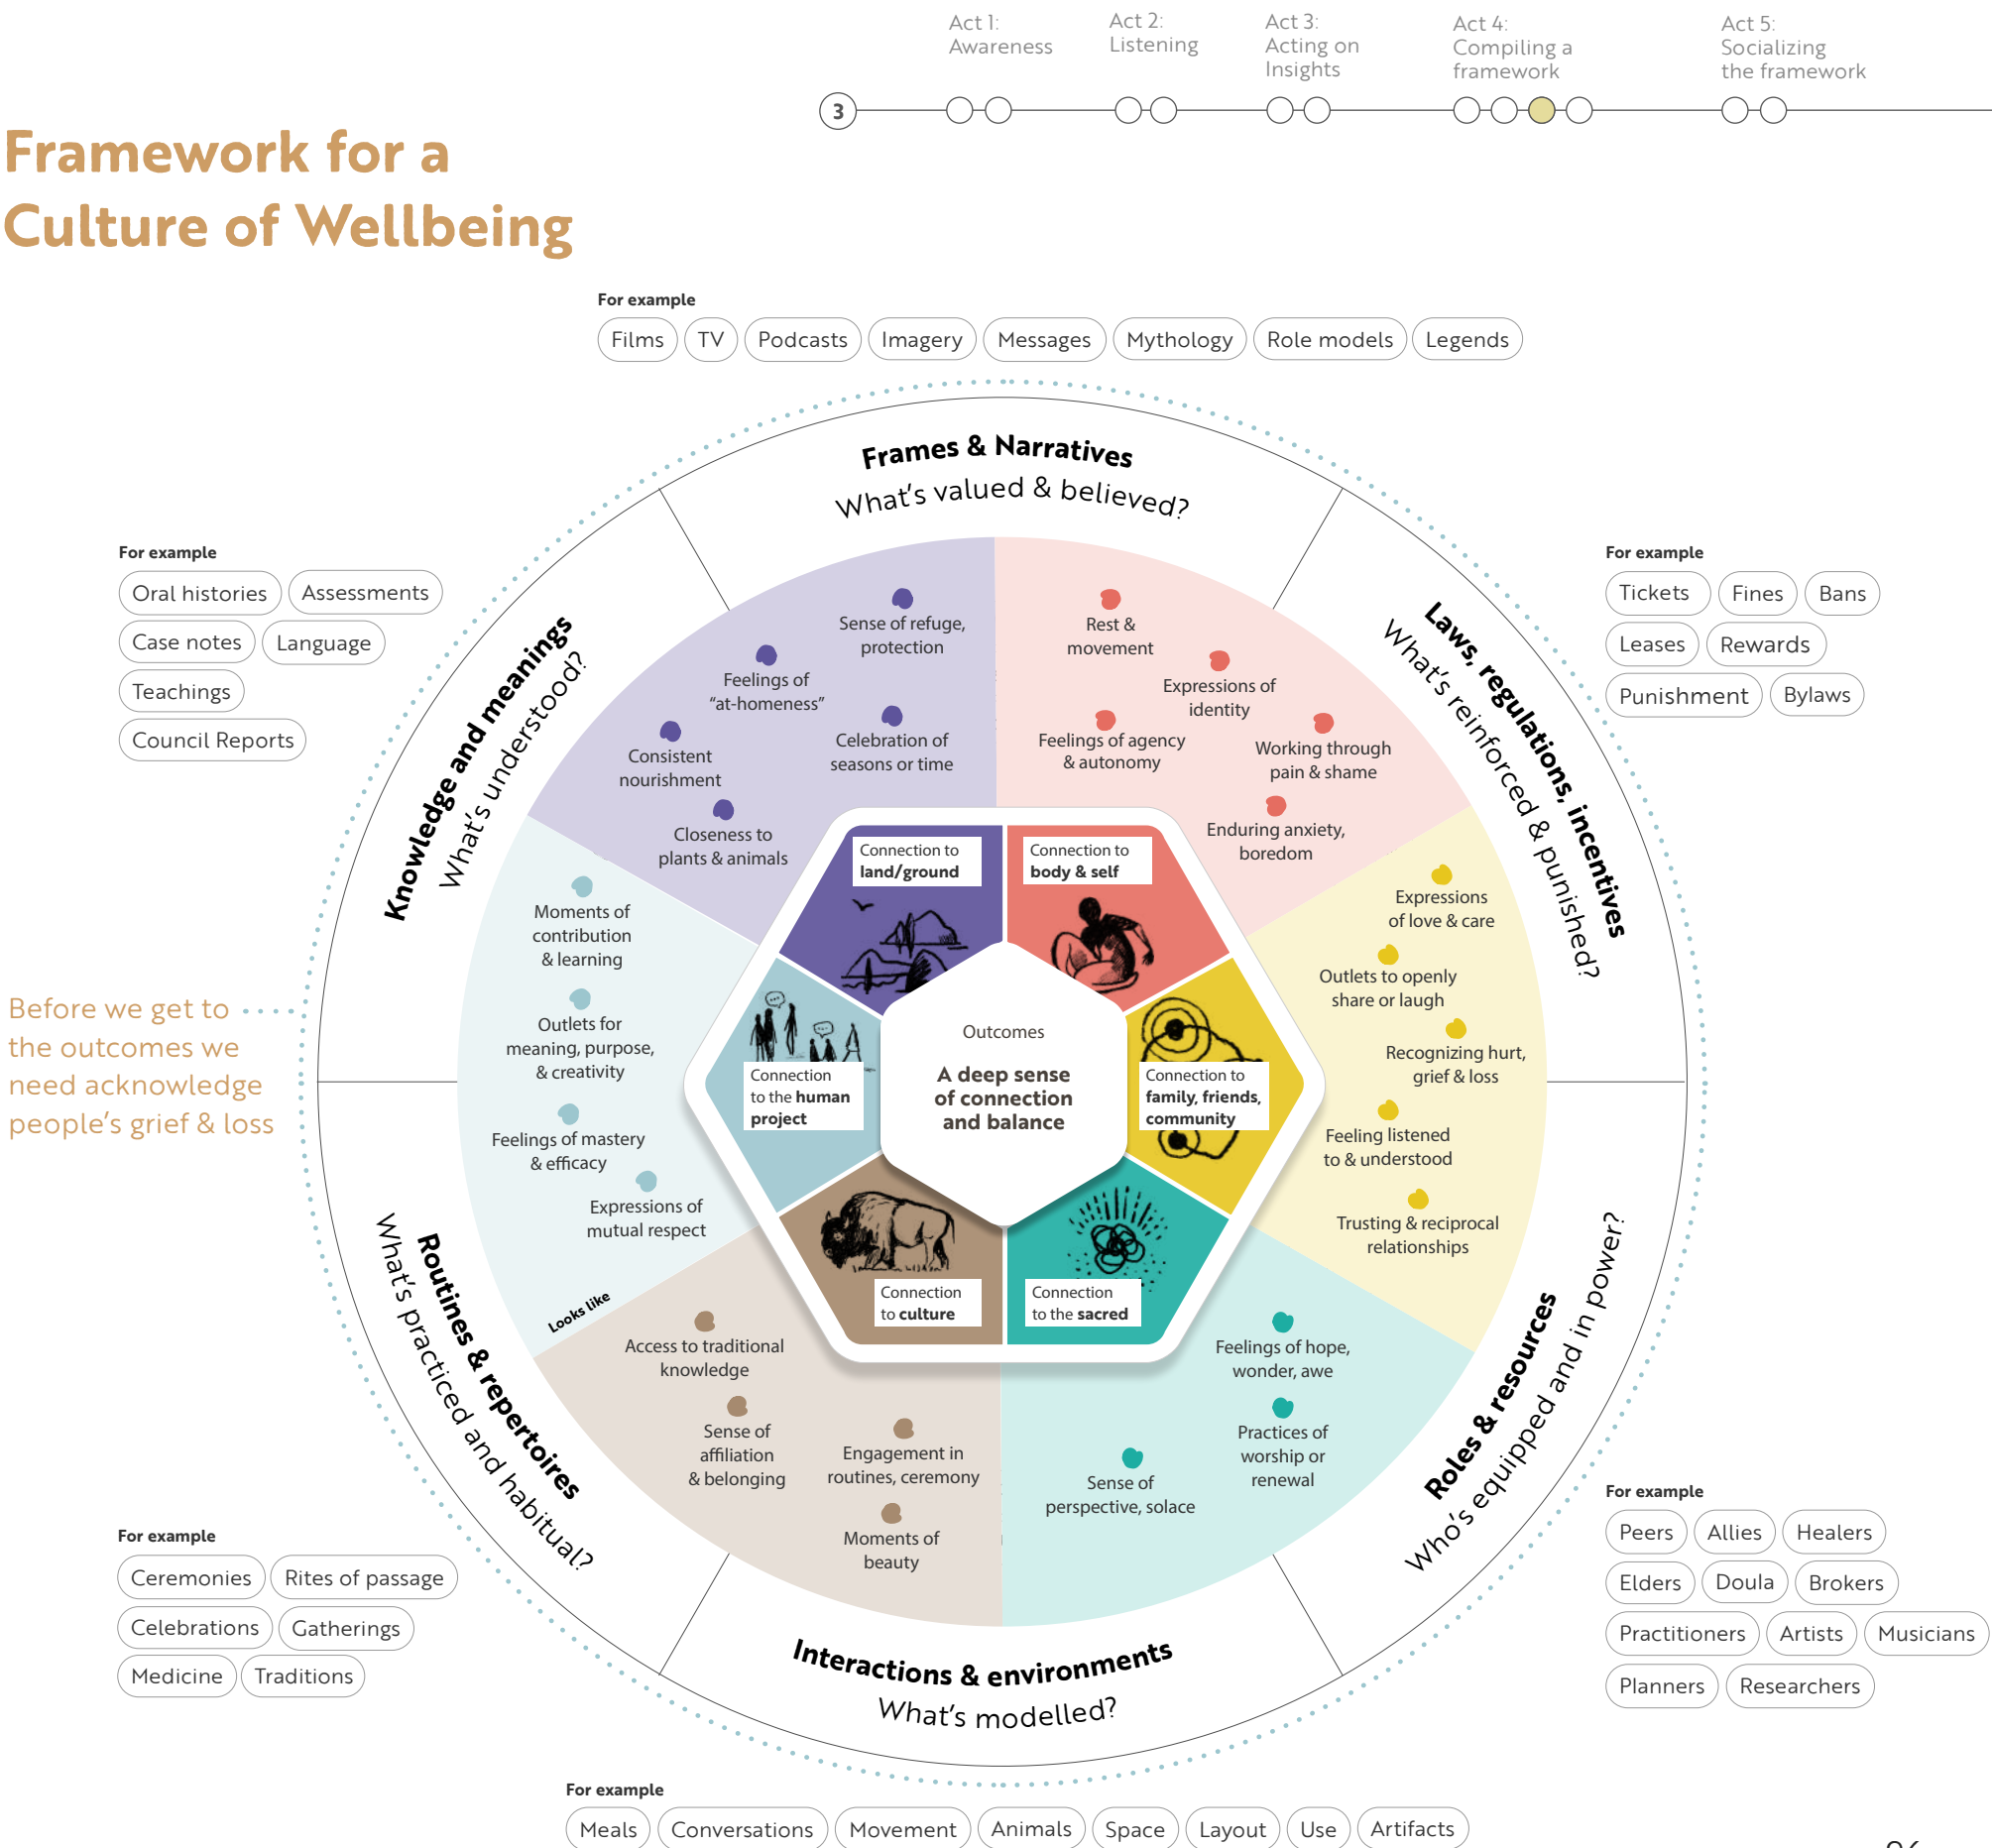 Act 1:
Awareness
Act 2:
Listening
Act 3:
Acting on
Insights
Act 4:
Compiling a
framework
Act 5:
Socializing
the framework
3
Framework for a
Culture of Wellbeing
For example
Films TV Podcasts Imagery Messages Mythology Role models Legends
Frames & Narratives
What's valued & believed?
For example
Oral histories Assessments
Case notes Language
Teachings
Council Reports
Knowledge and meanings
What's understood?
For example
Tickets Fines Bans
Leases Rewards
Punishment Bylaws
Laws, regulations, incentives
What's reinforced & punished?
Sense of refuge,
protection
Feelings of
“at-homeness”
Consistent
nourishment
Celebration of
seasons or time
Closeness to
plants & animals
Rest &
movement
Expressions of
identity
Feelings of agency
& autonomy
Working through
pain & shame
Enduring anxiety,
boredom
Connection to
land/ground
Connection to
body & self
Moments of
contribution
& learning
Outlets for
meaning, purpose,
& creativity
Feelings of mastery
& efficacy
Expressions of
mutual respect
Expressions
of love & care
Outlets to openly
share or laugh
Recognizing hurt,
grief & loss
Feeling listened
to & understood
Trusting & reciprocal
relationships
Before we get to
the outcomes we
need acknowledge
people's grief & loss
Connection
to the human
project
Outcomes
A deep sense
of connection
and balance
Connection to
family, friends,
community
Connection
to culture
Connection
to the sacred
Looks like
Access to traditional
knowledge
Sense of
affiliation
& belonging
Engagement in
routines, ceremony
Moments of
beauty
Feelings of hope,
wonder, awe
Practices of
worship or
renewal
Sense of
perspective, solace
Routines & repertoires
What's practiced and habitual?
Roles & resources
Who's equipped and in power?
For example
Ceremonies Rites of passage
Celebrations Gatherings
Medicine Traditions
For example
Peers Allies Healers
Elders Doula Brokers
Practitioners Artists Musicians
Planners Researchers
Interactions & environments
What's modelled?
For example
Meals Conversations Movement Animals Space Layout Use Artifacts